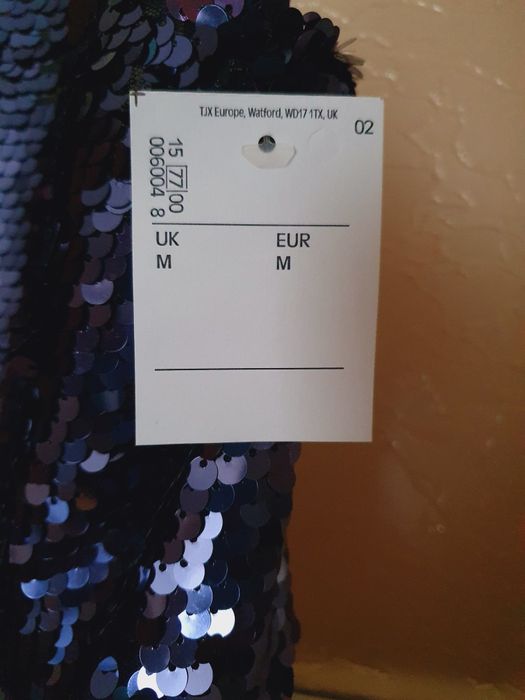 TJX Europe, Watford, WD17 1TX, UK
02
15 77 00
006004 8
UK EUR
M M